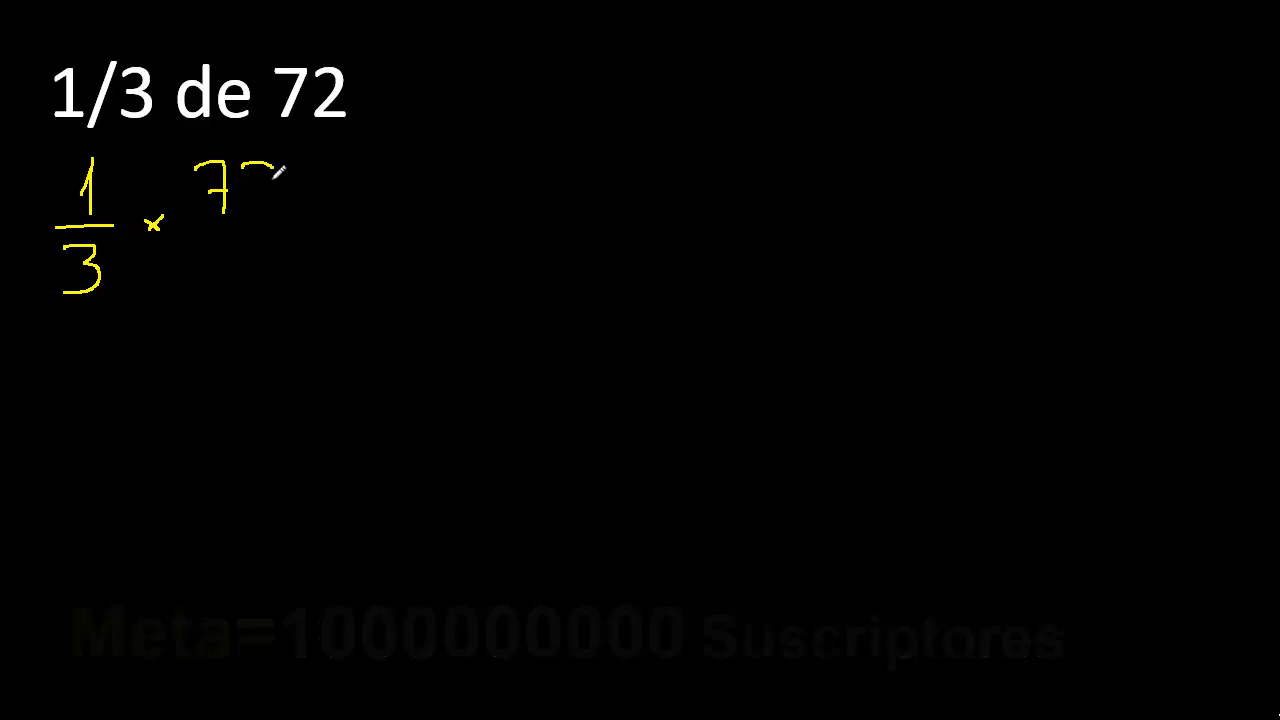 1/3 de 72
1/3 × 7
Meta=1000000000 Suscriptores